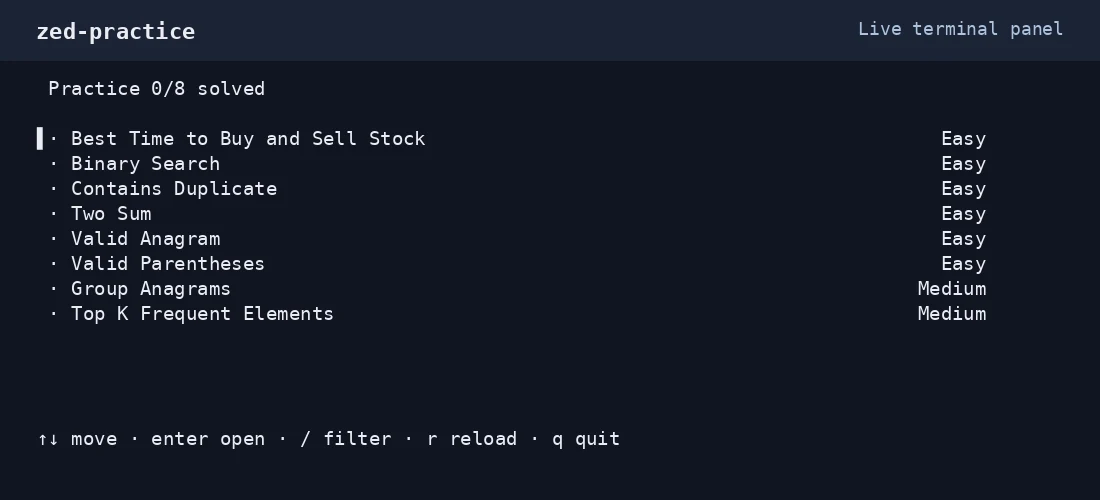 zed-practice
Live terminal panel
Practice 0/8 solved
· Best Time to Buy and Sell Stock Easy
· Binary Search Easy
· Contains Duplicate Easy
· Two Sum Easy
· Valid Anagram Easy
· Valid Parentheses Easy
· Group Anagrams Medium
· Top K Frequent Elements Medium
↑↓ move · enter open · / filter · r reload · q quit